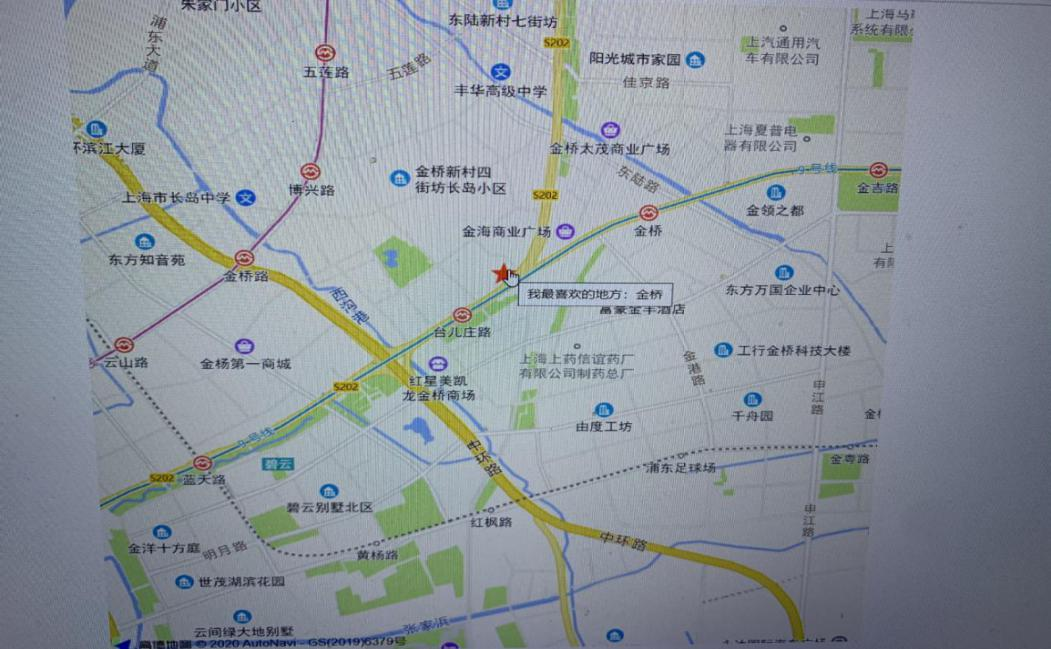 朱家门小区
浦东大道
东陆新村七街坊
S202
阳光城市家园
上汽通用汽
车有限公司
五莲路
五莲路
丰华高级中学
佳京路
环滨江大厦
金桥太茂商业广场
上海夏普电
器有限公司
9号线
金吉路
上海市长岛中学
博兴路
金桥新村四
街坊长岛小区
东陆路
S202
金领之都
金海商业广场
金桥
东方知音苑
金桥路
西沟港
我最喜欢的地方：金桥
东方万国企业中心
富豪金丰酒店
台儿庄路
云山路
金杨第一商城
红星美凯
龙金桥商场
上海上药信谊药厂
有限公司制药总厂
金港路
工行金桥科技大楼
申江路
S202
千舟园
由度工坊
9号线
碧云
中环路
S202
蓝天路
浦东足球场
金粤路
碧云别墅北区
红枫路
申江路
金洋十方庭
明月路
黄杨路
中环路
世茂湖滨花园
云间绿大地别墅
张家浜
高德地图 © 2020 AutoNavi - GS(2019)6379号